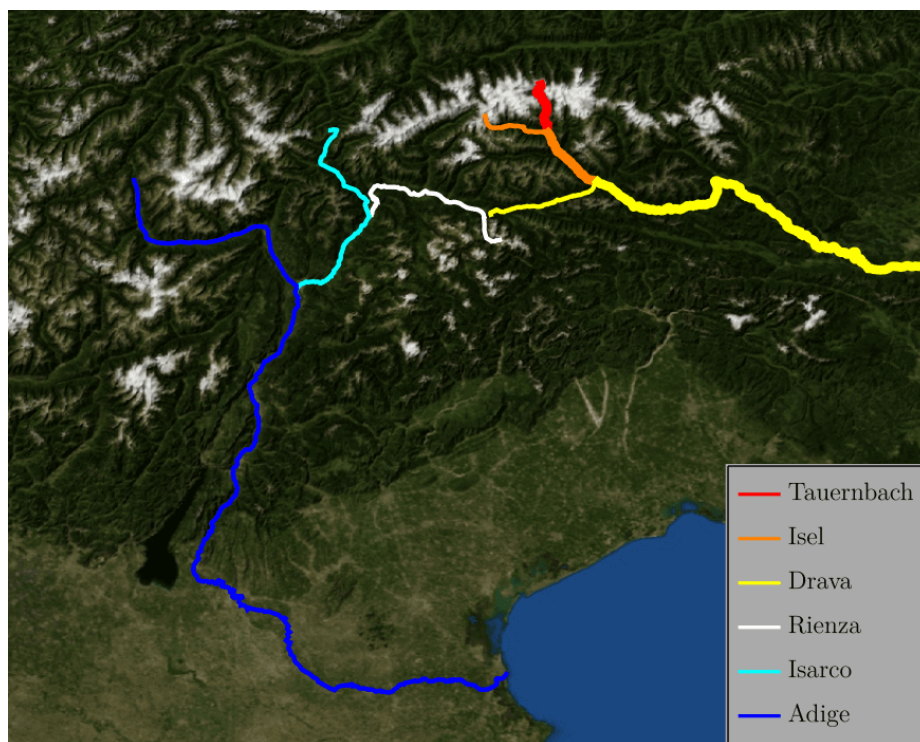 Tauernbach
Isel
Drava
Rienza
Isarco
Adige